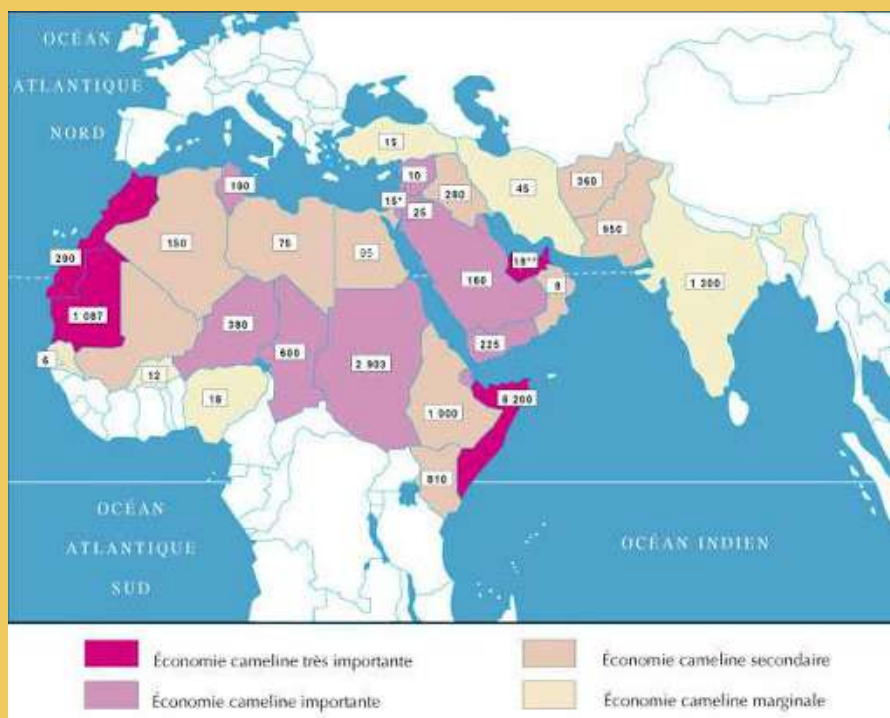 OCÉAN
ATLANTIQUE
NORD
15
10
190
15*
280
25
45
360
950
150
75
95
200
160
18**
8
1 200
1 087
380
600
2 903
225
6
12
18
1 000
6 200
810
OCÉAN
ATLANTIQUE
SUD
OCÉAN INDIEN
Économie cameline très importante
Économie cameline secondaire
Économie cameline importante
Économie cameline marginale